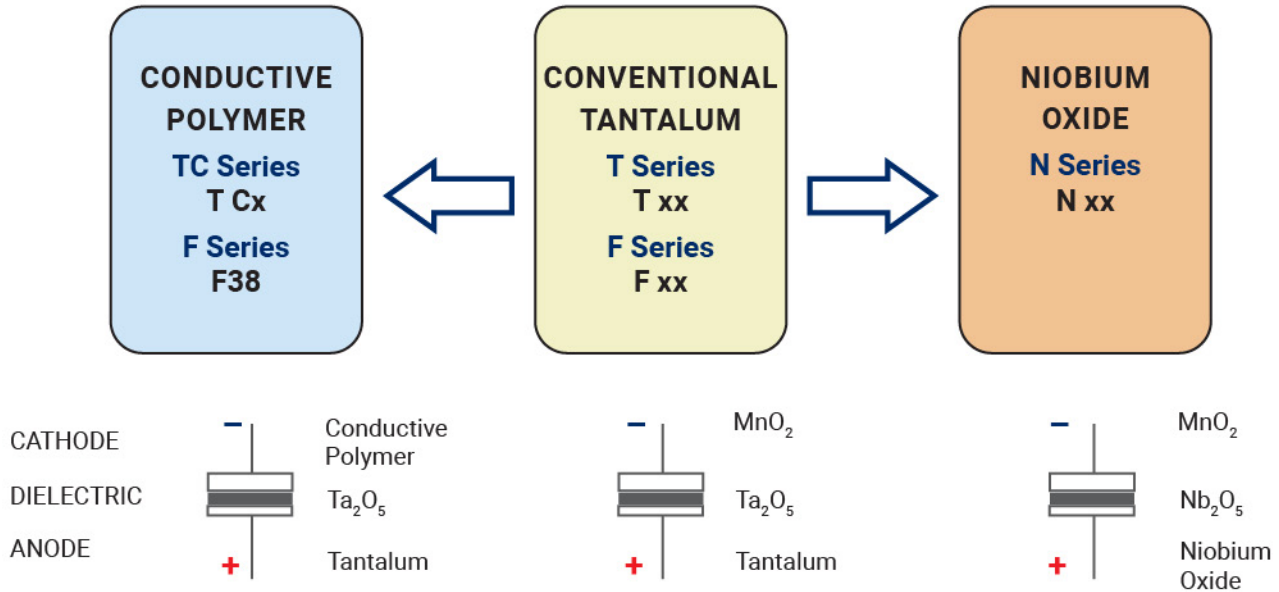 CONDUCTIVE
POLYMER
TC Series
T Cx
F Series
F38
CONVENTIONAL
TANTALUM
T Series
T xx
F Series
F xx
NIOBIUM
OXIDE
N Series
N xx
CATHODE
DIELECTRIC
ANODE
−
+
Conductive
Polymer
Ta₂O₅
Tantalum
−
+
MnO₂
Ta₂O₅
Tantalum
−
+
MnO₂
Nb₂O₅
Niobium
Oxide